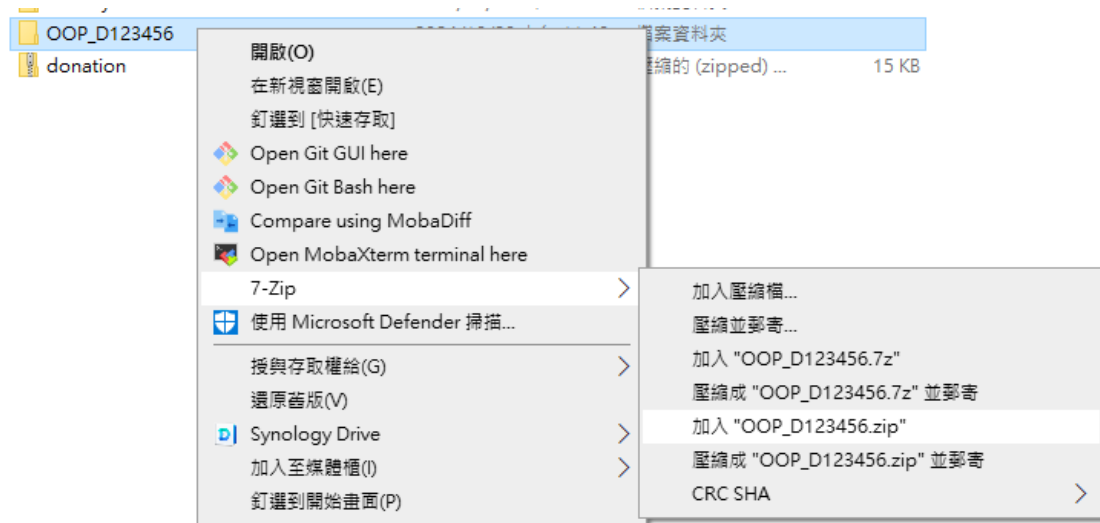 OOP_D123456
檔案資料夾
donation
壓縮的 (zipped) ... 15 KB
開啟(O)
在新視窗開啟(E)
釘選到 [快速存取]
Open Git GUI here
Open Git Bash here
Compare using MobaDiff
Open MobaXterm terminal here
7-Zip
使用 Microsoft Defender 掃描...
授與存取權給(G)
還原舊版(V)
Synology Drive
加入至媒體櫃(I)
釘選到開始畫面(P)
加入壓縮檔...
壓縮並郵寄...
加入 "OOP_D123456.7z"
壓縮成 "OOP_D123456.7z" 並郵寄
加入 "OOP_D123456.zip"
壓縮成 "OOP_D123456.zip" 並郵寄
CRC SHA